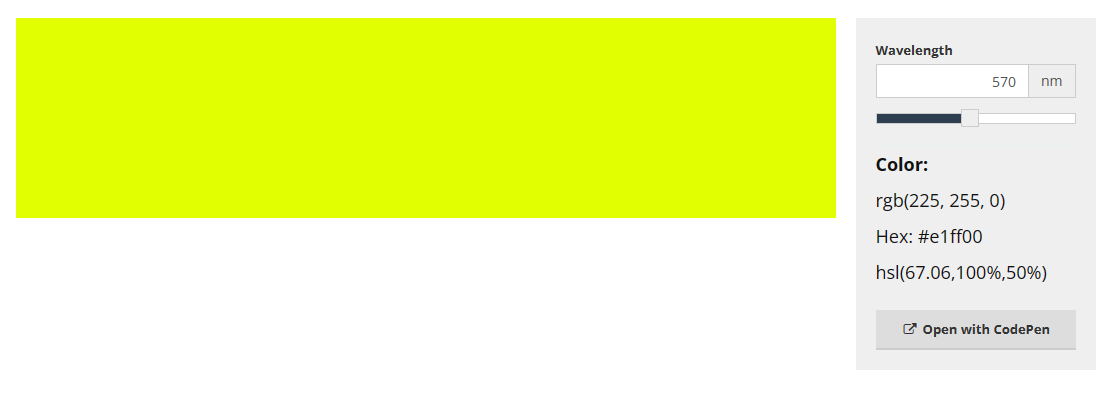 Wavelength
570 nm
Color:
rgb(225, 255, 0)
Hex: #e1ff00
hsl(67.06,100%,50%)
Open with CodePen